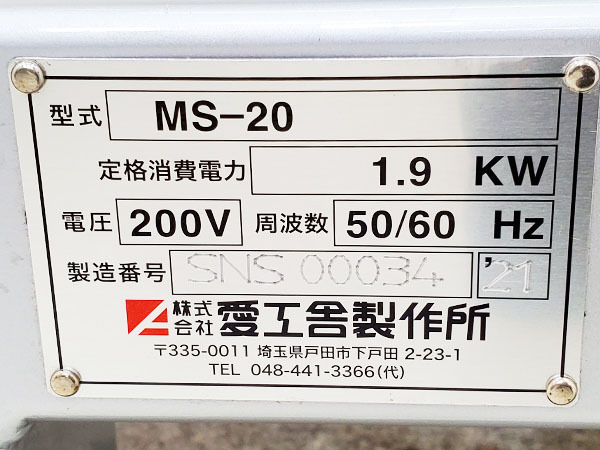 型式 MS-20
定格消費電力 1.9 KW
電圧 200V 周波数 50/60 Hz
製造番号 SNS 00034 '21
株式会社 愛工舎製作所
〒335-0011 埼玉県戸田市下戸田 2-23-1
TEL 048-441-3366(代)